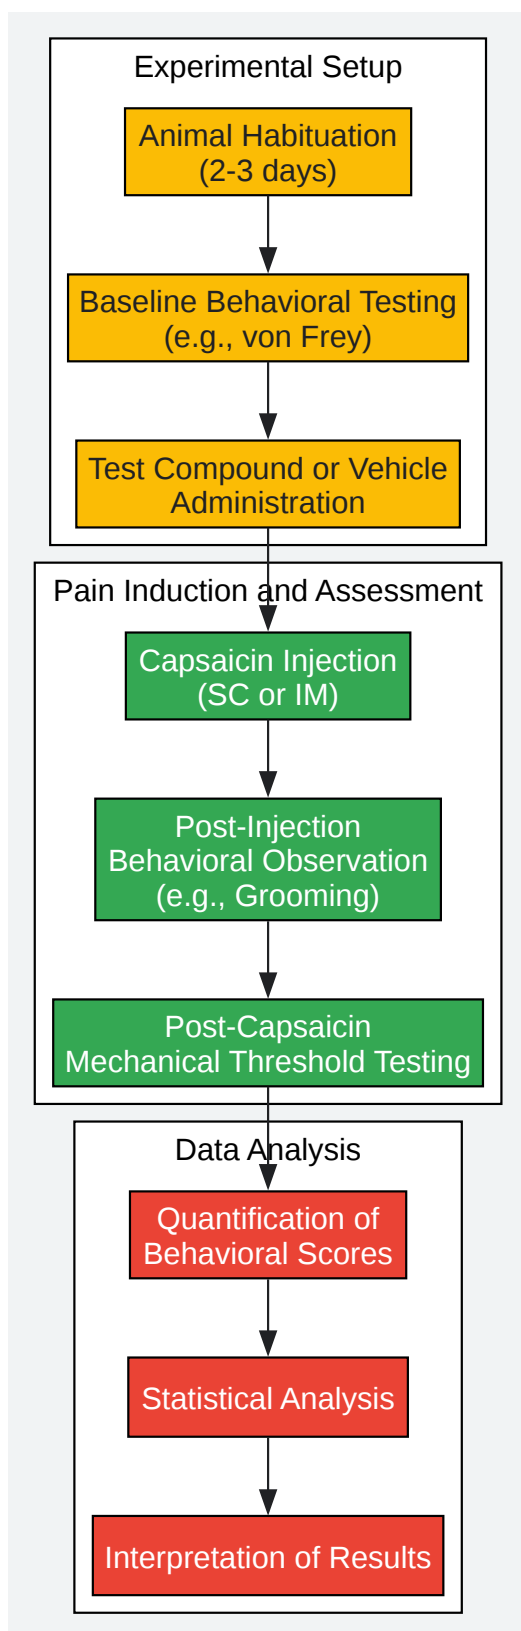 Experimental Setup
Animal Habituation
(2-3 days)
Baseline Behavioral Testing
(e.g., von Frey)
Test Compound or Vehicle
Administration
Pain Induction and Assessment
Capsaicin Injection
(SC or IM)
Post-Injection
Behavioral Observation
(e.g., Grooming)
Post-Capsaicin
Mechanical Threshold Testing
Data Analysis
Quantification of
Behavioral Scores
Statistical Analysis
Interpretation of Results